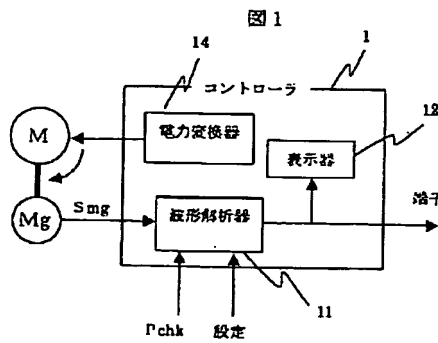 図1
14
1
コントローラ
電力変換器
12
M
表示器
Smg
波形解析器
端子
Mg
11
Pchk
設定